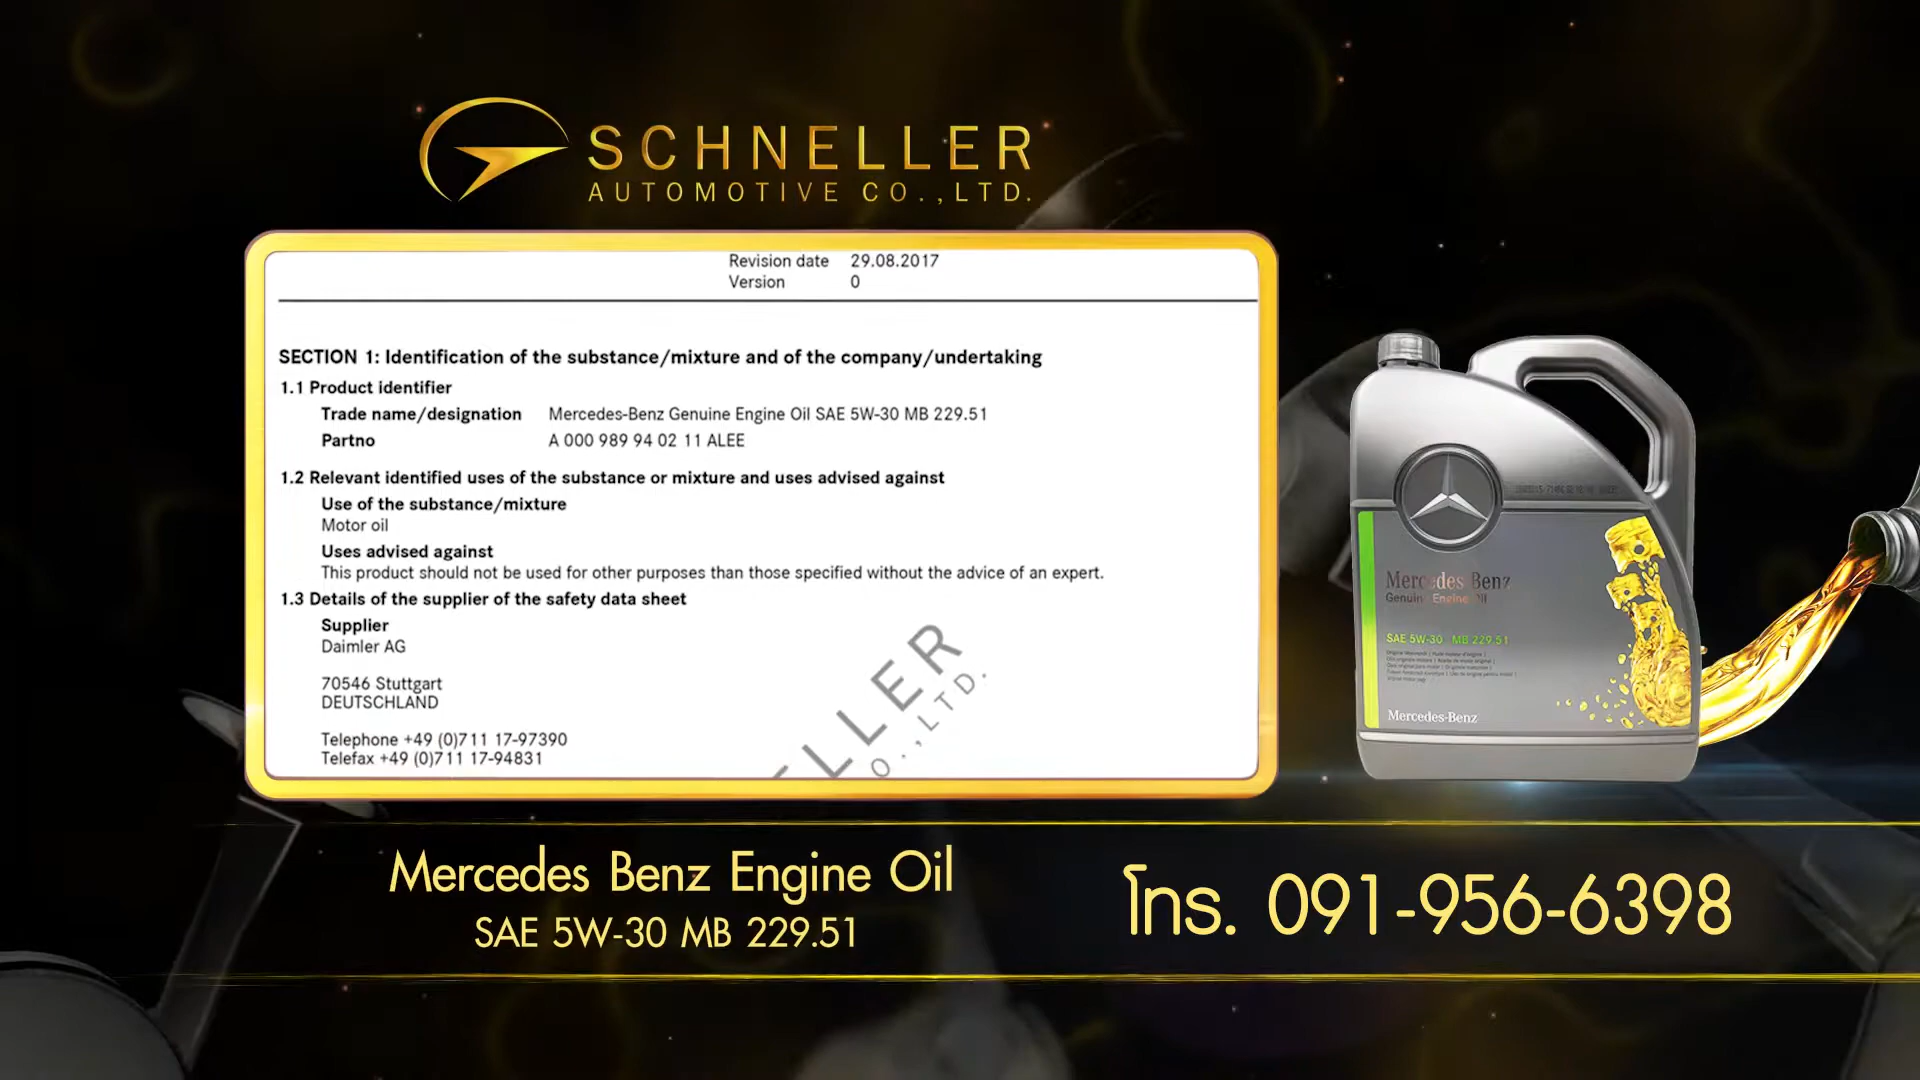 SCHNELLER
AUTOMOTIVE CO.,LTD.
Revision date 29.08.2017
Version 0
SECTION 1: Identification of the substance/mixture and of the company/undertaking
1.1 Product identifier
Trade name/designation Mercedes-Benz Genuine Engine Oil SAE 5W-30 MB 229.51
Partno A 000 989 94 02 11 ALEE
1.2 Relevant identified uses of the substance or mixture and uses advised against
Use of the substance/mixture
Motor oil
Uses advised against
This product should not be used for other purposes than those specified without the advice of an expert.
1.3 Details of the supplier of the safety data sheet
Supplier
Daimler AG
70546 Stuttgart
DEUTSCHLAND
Telephone +49 (0)711 17-97390
Telefax +49 (0)711 17-94831
ELLER
O.,LTD.
Mercedes Benz
Genuine Engine Oil
SAE 5W-30 MB 229.51
Mercedes-Benz
Mercedes Benz Engine Oil
SAE 5W-30 MB 229.51
โทร. 091-956-6398